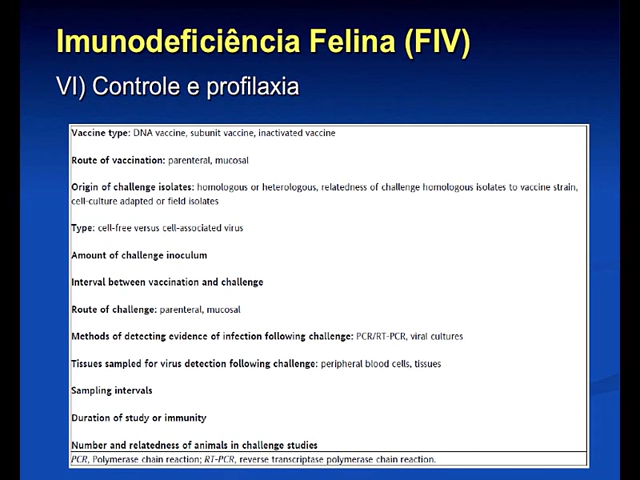 Imunodeficiência Felina (FIV)
VI) Controle e profilaxia
Vaccine type: DNA vaccine, subunit vaccine, inactivated vaccine
Route of vaccination: parenteral, mucosal
Origin of challenge isolates: homologous or heterologous, relatedness of challenge homologous isolates to vaccine strain,
cell-culture adapted or field isolates
Type: cell-free versus cell-associated virus
Amount of challenge inoculum
Interval between vaccination and challenge
Route of challenge: parenteral, mucosal
Methods of detecting evidence of infection following challenge: PCR/RT-PCR, viral cultures
Tissues sampled for virus detection following challenge: peripheral blood cells, tissues
Sampling intervals
Duration of study or immunity
Number and relatedness of animals in challenge studies
PCR, Polymerase chain reaction; RT-PCR, reverse transcriptase polymerase chain reaction.